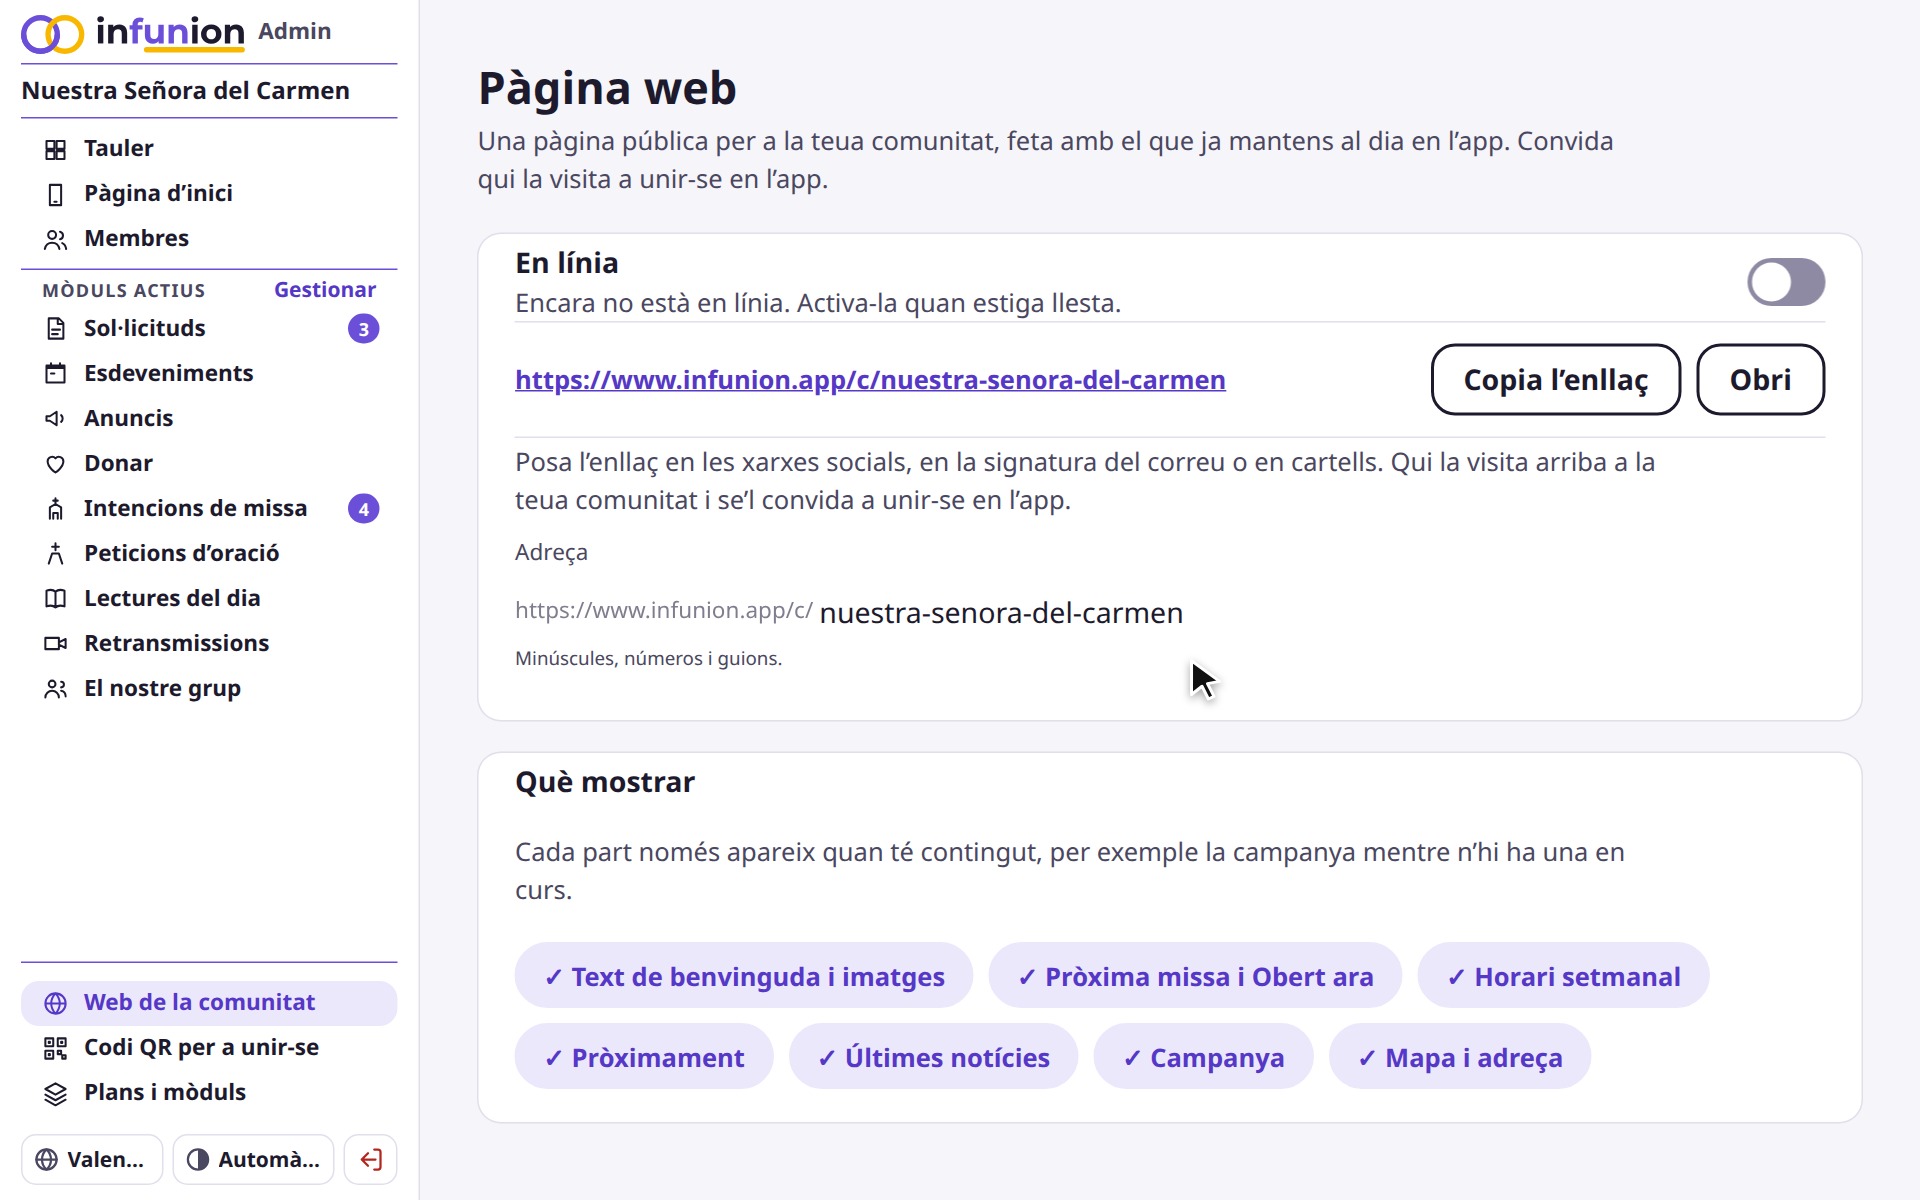 infunion Admin
Nuestra Señora del Carmen
Tauler
Pàgina d’inici
Membres
MÒDULS ACTIUS Gestionar
Sol·licituds 3
Esdeveniments
Anuncis
Donar
Intencions de missa 4
Peticions d’oració
Lectures del dia
Retransmissions
El nostre grup
Web de la comunitat
Codi QR per a unir-se
Plans i mòduls
Valen...
Automà...
Pàgina web
Una pàgina pública per a la teua comunitat, feta amb el que ja mantens al dia en l’app. Convida
qui la visita a unir-se en l’app.
En línia
Encara no està en línia. Activa-la quan estiga llesta.
https://www.infunion.app/c/nuestra-senora-del-carmen
Copia l’enllaç
Obri
Posa l’enllaç en les xarxes socials, en la signatura del correu o en cartells. Qui la visita arriba a la
teua comunitat i se’l convida a unir-se en l’app.
Adreça
https://www.infunion.app/c/ nuestra-senora-del-carmen
Minúscules, números i guions.
Què mostrar
Cada part només apareix quan té contingut, per exemple la campanya mentre n’hi ha una en
curs.
✓ Text de benvinguda i imatges
✓ Pròxima missa i Obert ara
✓ Horari setmanal
✓ Pròximament
✓ Últimes notícies
✓ Campanya
✓ Mapa i adreça